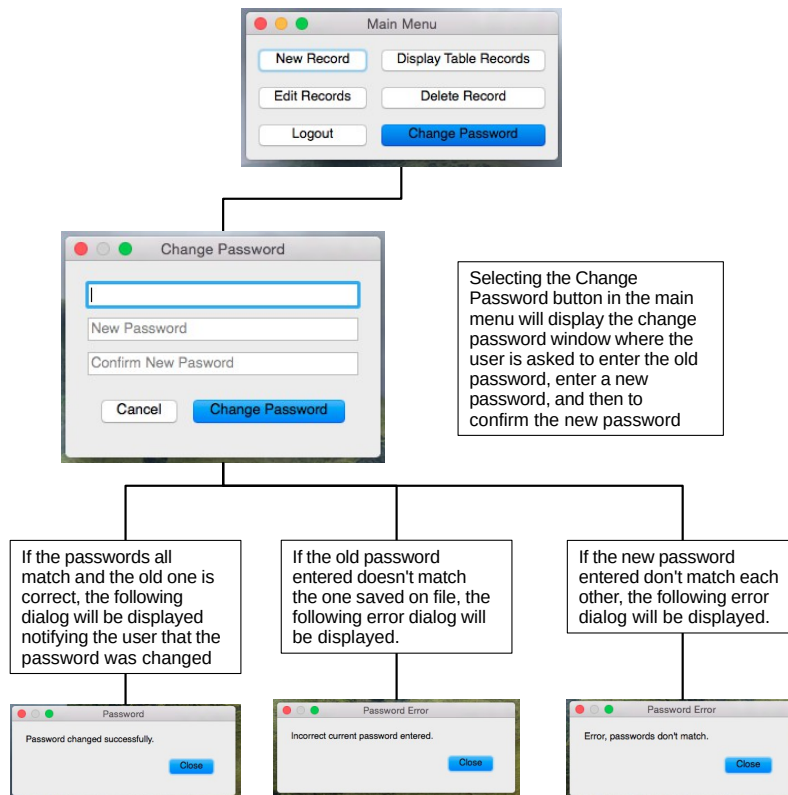 Main Menu
New Record
Display Table Records
Edit Records
Delete Record
Logout
Change Password
Change Password
New Password
Confirm New Pasword
Cancel
Change Password
Selecting the Change
Password button in the main
menu will display the change
password window where the
user is asked to enter the old
password, enter a new
password, and then to
confirm the new password
If the passwords all
match and the old one is
correct, the following
dialog will be displayed
notifying the user that the
password was changed
If the old password
entered doesn't match
the one saved on file, the
following error dialog will
be displayed.
If the new password
entered don't match each
other, the following error
dialog will be displayed.
Password
Password changed successfully.
Close
Password Error
Incorrect current password entered.
Close
Password Error
Error, passwords don't match.
Close